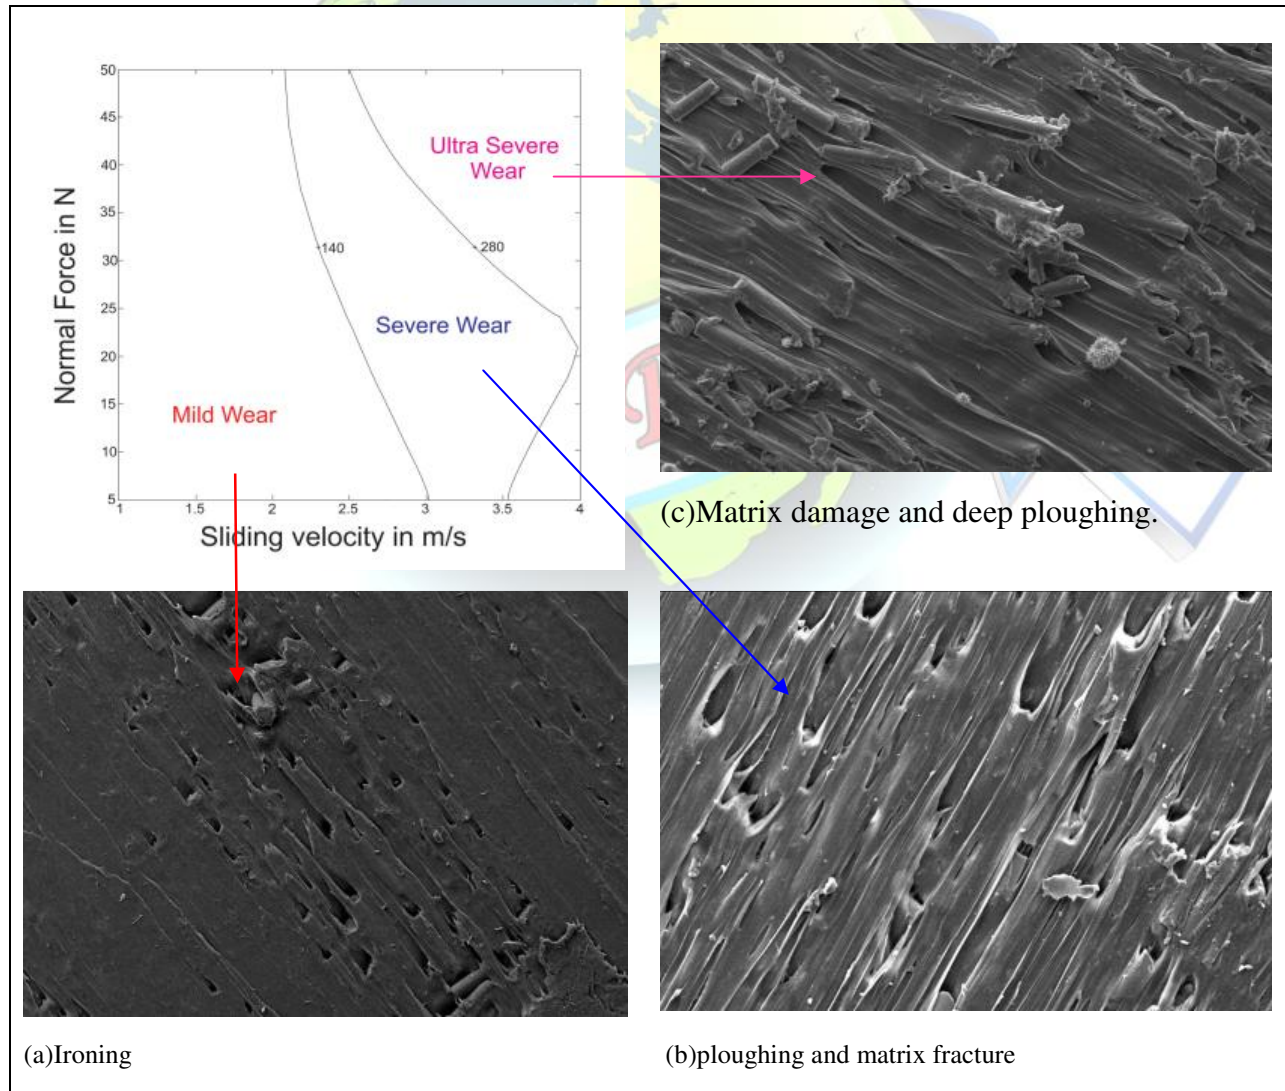 50
45
40
35
30
25
20
15
10
5
Normal Force in N
Ultra Severe
Wear
140
280
Severe Wear
Mild Wear
1
1.5
2
2.5
3
3.5
4
Sliding velocity in m/s
(c)Matrix damage and deep ploughing.
(a)Ironing
(b)ploughing and matrix fracture